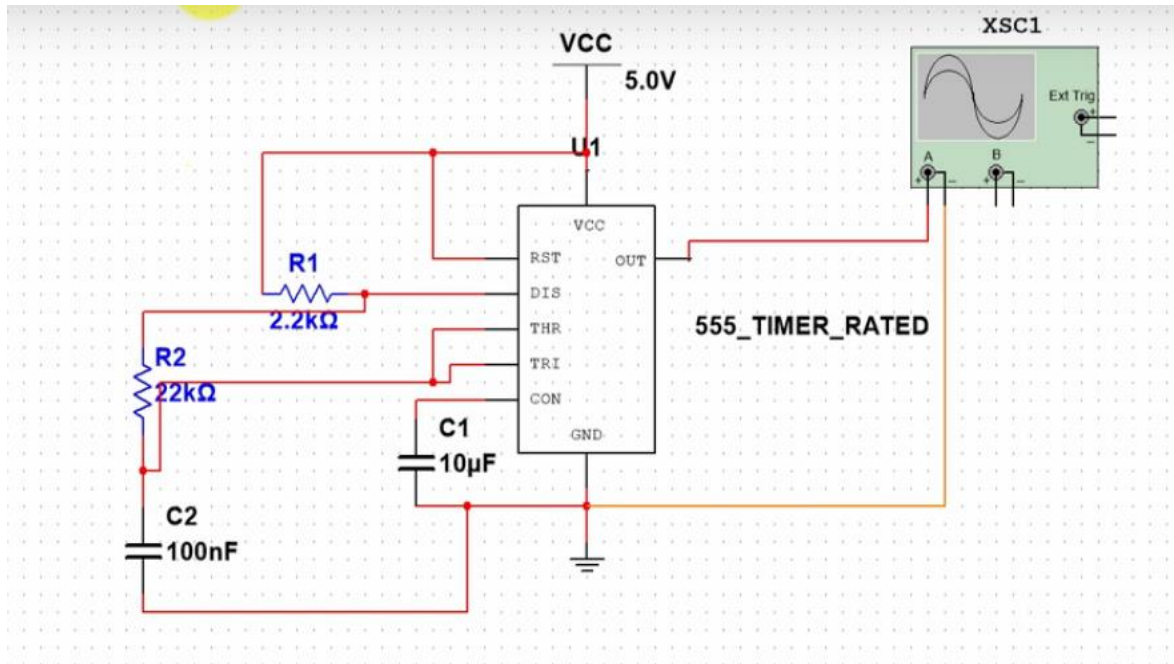 XSC1
VCC
5.0V
Ext Trig
+
−
A
B
+
−
+
−
U1
VCC
RST
OUT
R1
DIS
2.2kΩ
THR
555_TIMER_RATED
R2
TRI
22kΩ
CON
C1
GND
10µF
C2
100nF